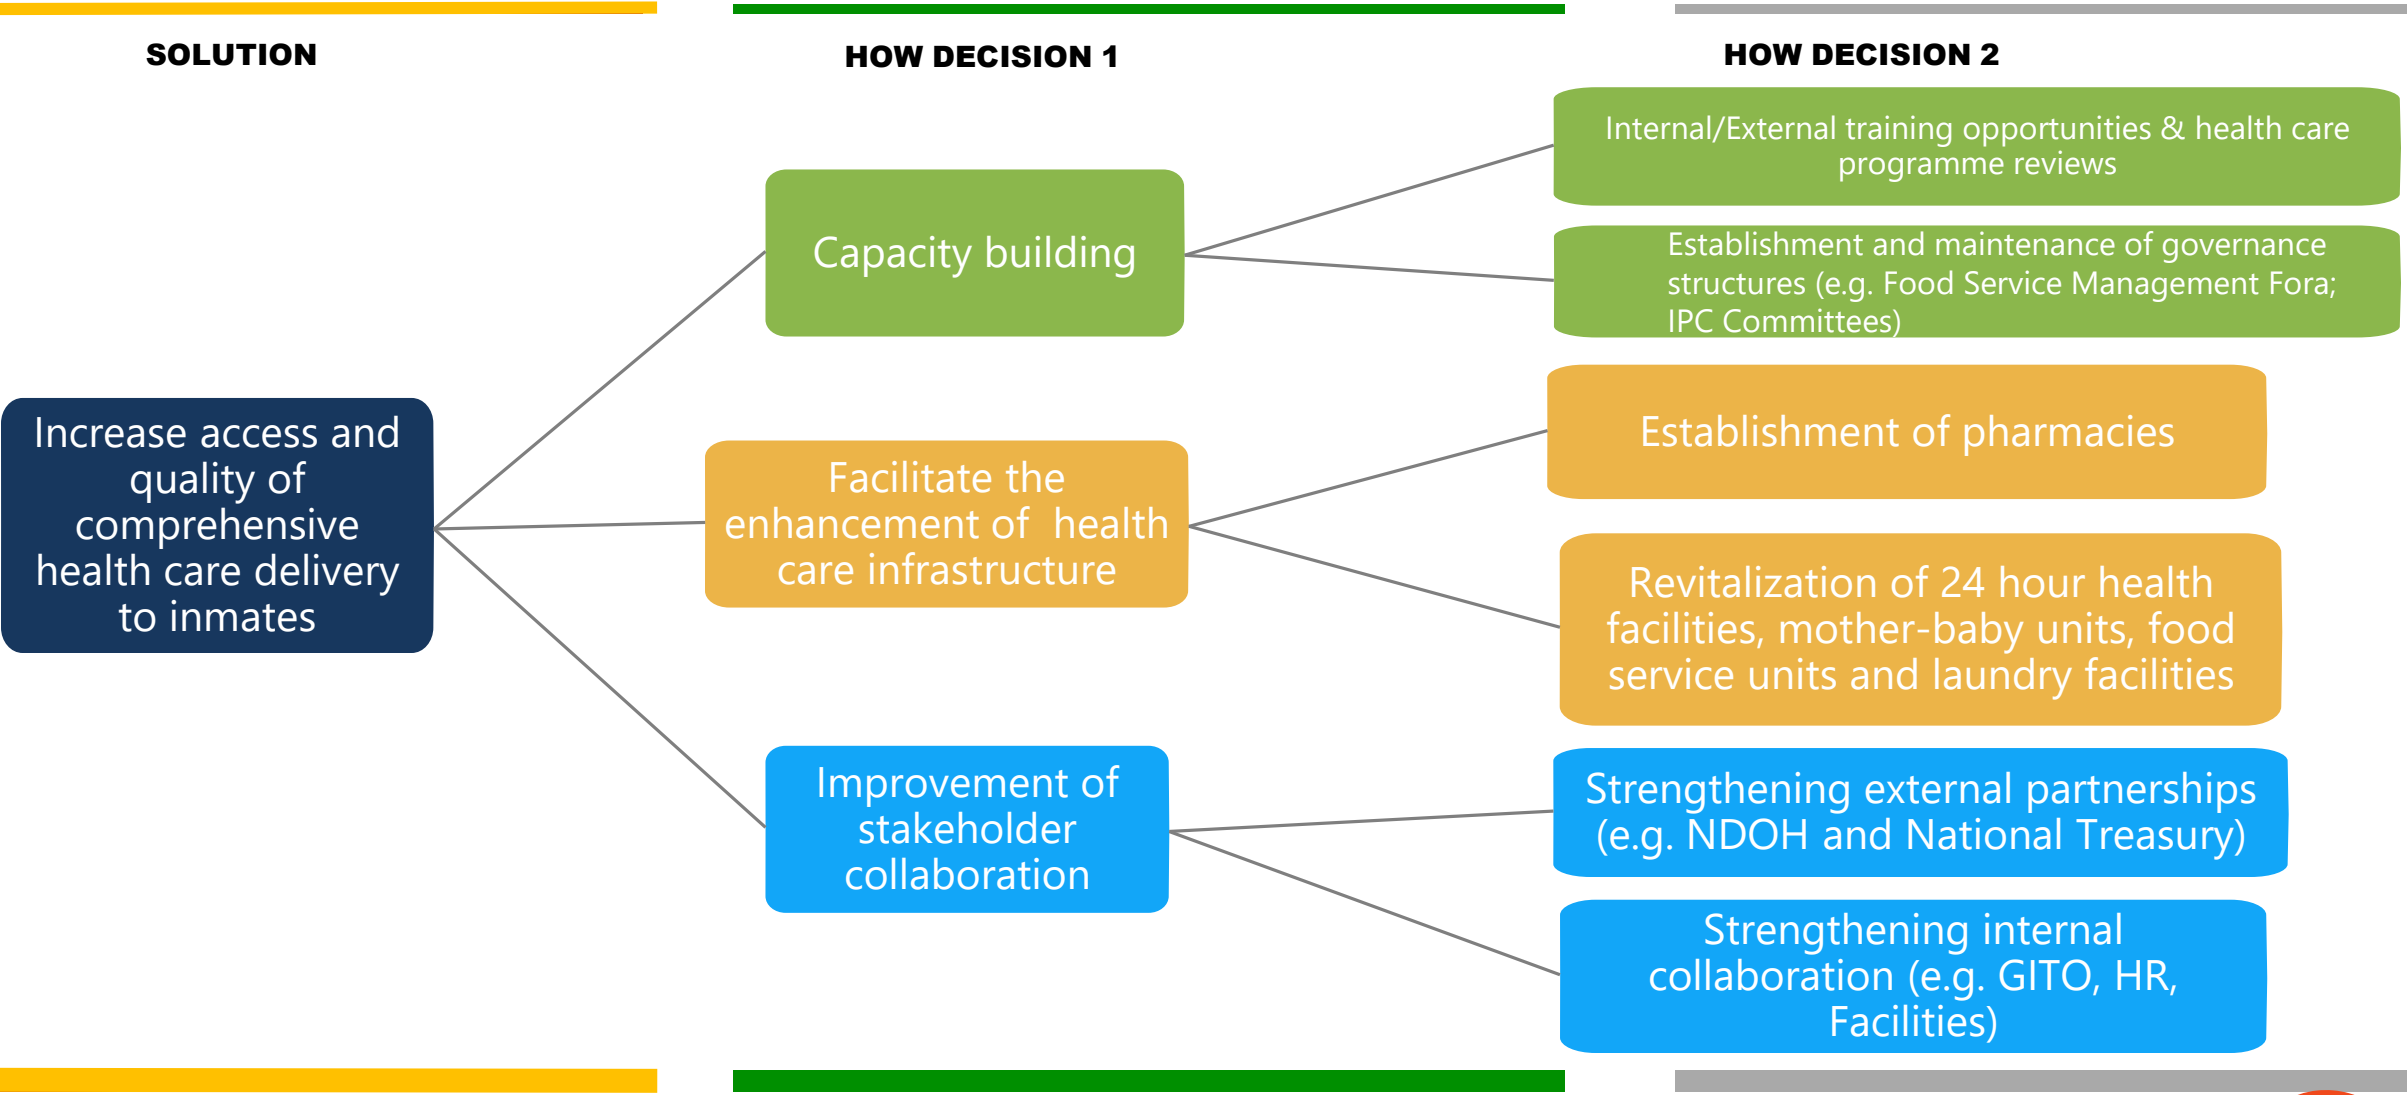 SOLUTION
HOW DECISION 1
HOW DECISION 2
Increase access and
quality of
comprehensive
health care delivery
to inmates
Capacity building
Internal/External training opportunities & health care
programme reviews
Establishment and maintenance of governance
structures (e.g. Food Service Management Fora;
IPC Committees)
Facilitate the
enhancement of  health
care infrastructure
Establishment of pharmacies
Revitalization of 24 hour health
facilities, mother-baby units, food
service units and laundry facilities
Improvement of
stakeholder
collaboration
Strengthening external partnerships
(e.g. NDOH and National Treasury)
Strengthening internal
collaboration (e.g. GITO, HR,
Facilities)